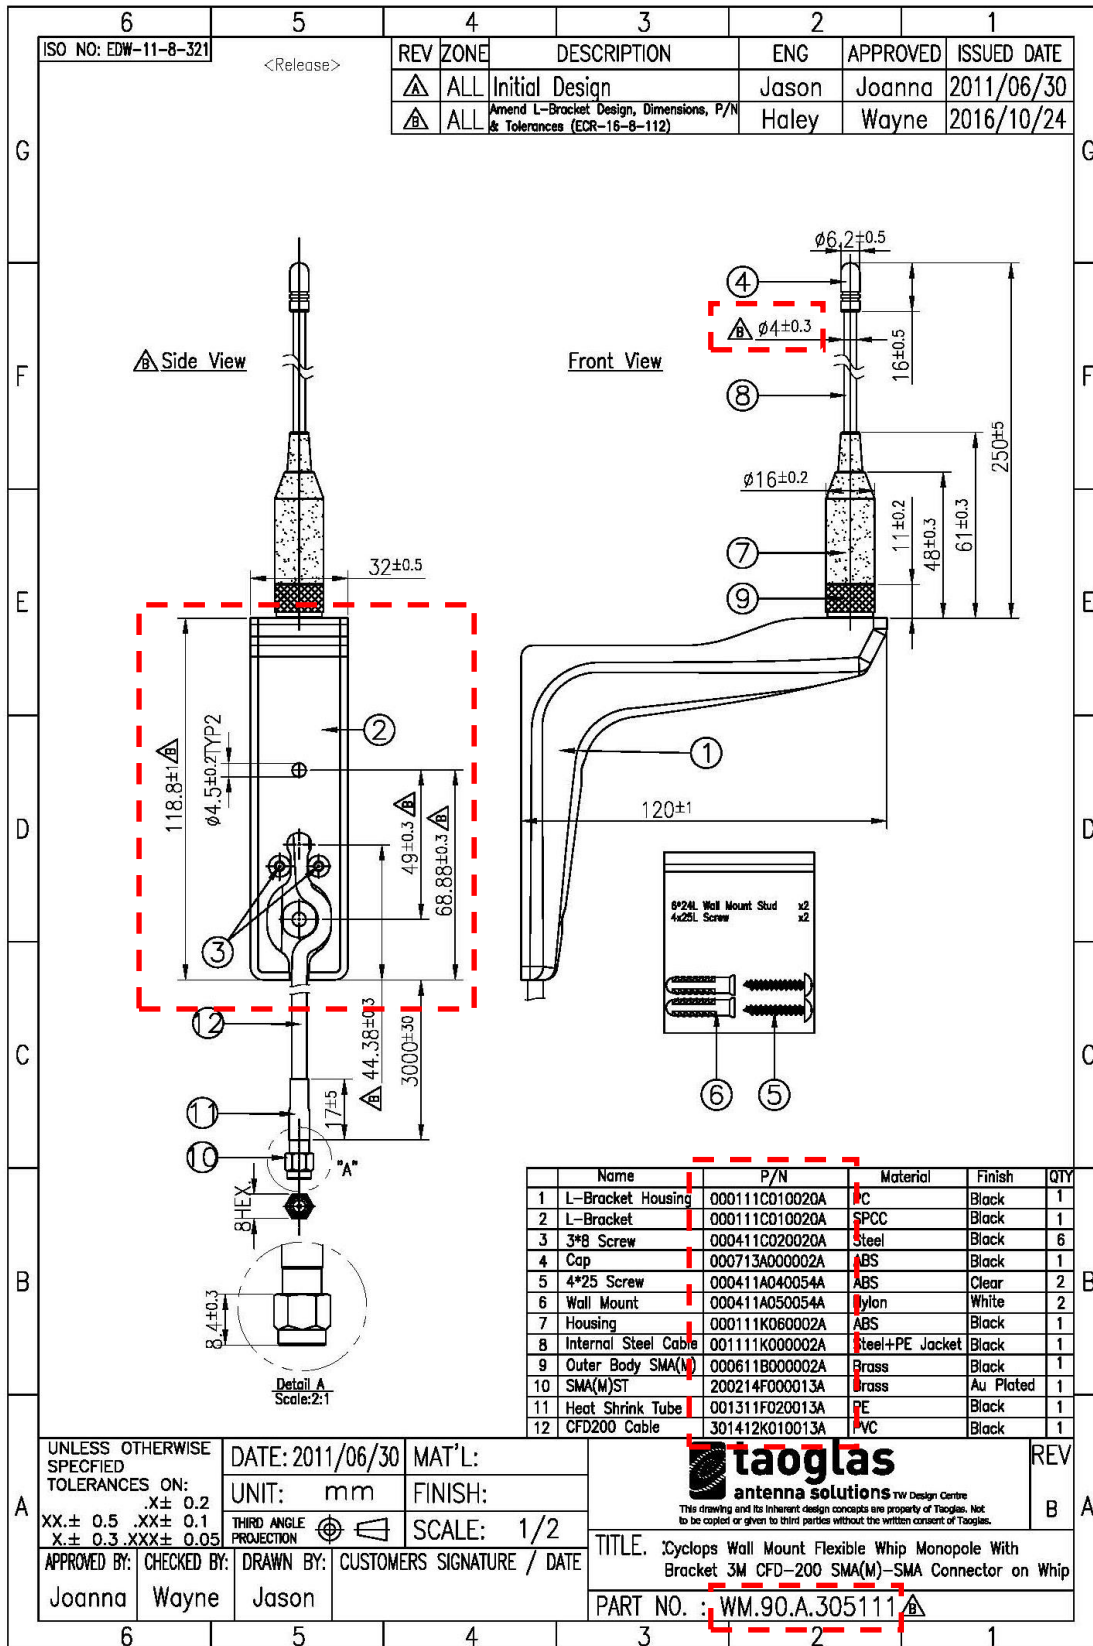 6 5 4 3 2 1
ISO NO: EDW-11-8-321
<Release>
REV ZONE DESCRIPTION ENG APPROVED ISSUED DATE
A ALL Initial Design Jason Joanna 2011/06/30
B ALL Amend L-Bracket Design, Dimensions, P/N & Tolerances (ECR-16-8-112) Haley Wayne 2016/10/24
G G
ø6.2±0.5
4
B ø4±0.3
16±0.5
250±5
B Side View
Front View
F F
8
ø16±0.2
11±0.2
48±0.3
61±0.3
7
32±0.5
9
E E
2
118.8±1 B
ø4.5±0.2TYP2
1
49±0.3 B
68.88±0.3 B
120±1
D D
6*24L Wall Mount Stud x2
4x25L Screw x2
3
12
B 44.38±0.3
3000±30
C C
6 5
11
17±5
10
"A"
8HEX.
8.4±0.3
Detail A
Scale:2:1
B B
Name P/N Material Finish QTY
1 L-Bracket Housing 000111C010020A PC Black 1
2 L-Bracket 000111C010020A SPCC Black 1
3 3*8 Screw 000411C020020A Steel Black 6
4 Cap 000713A000002A ABS Black 1
5 4*25 Screw 000411A040054A ABS Clear 2
6 Wall Mount 000411A050054A Nylon White 2
7 Housing 000111K060002A ABS Black 1
8 Internal Steel Cable 001111K000002A Steel+PE Jacket Black 1
9 Outer Body SMA(M) 000611B000002A Brass Black 1
10 SMA(M)ST 200214F000013A Brass Au Plated 1
11 Heat Shrink Tube 001311F020013A PE Black 1
12 CFD200 Cable 301412K010013A PVC Black 1
A A
UNLESS OTHERWISE
SPECFIED
TOLERANCES ON:
.X± 0.2
XX.± 0.5 .XX± 0.1
X.± 0.3 .XXX± 0.05
DATE: 2011/06/30 MAT'L:
UNIT: mm FINISH:
THIRD ANGLE
PROJECTION
SCALE: 1/2
APPROVED BY: CHECKED BY: DRAWN BY: CUSTOMERS SIGNATURE / DATE
Joanna Wayne Jason
taoglas
antenna solutions TW Design Centre
This drawing and its inherent design concepts are property of Taoglas. Not
to be copied or given to third parties without the written consent of Taoglas.
REV
B
TITLE. :Cyclops Wall Mount Flexible Whip Monopole With
Bracket 3M CFD-200 SMA(M)-SMA Connector on Whip
PART NO. : WM.90.A.305111 B
6 5 4 3 2 1